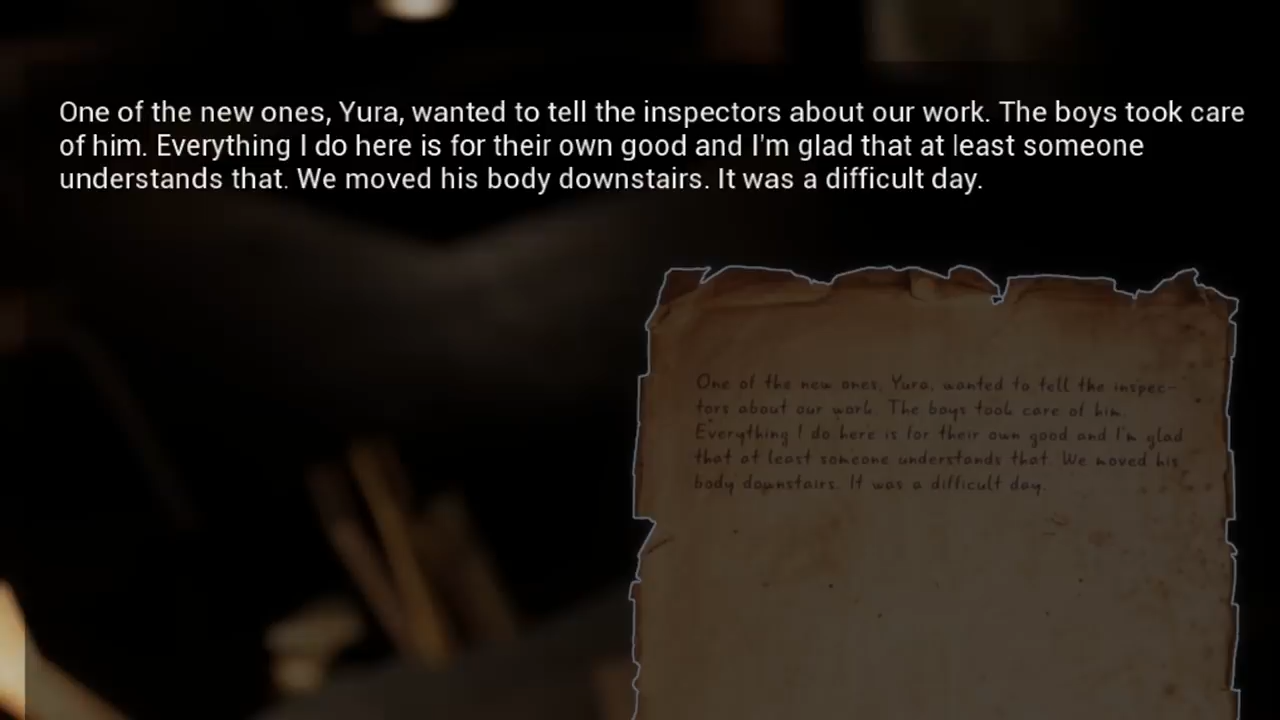 One of the new ones, Yura, wanted to tell the inspectors about our work. The boys took care
of him. Everything I do here is for their own good and I'm glad that at least someone
understands that. We moved his body downstairs. It was a difficult day.
One of the new ones, Yura, wanted to tell the inspec-
tors about our work. The boys took care of him.
Everything I do here is for their own good and I'm glad
that at least someone understands that. We moved his
body downstairs. It was a difficult day.